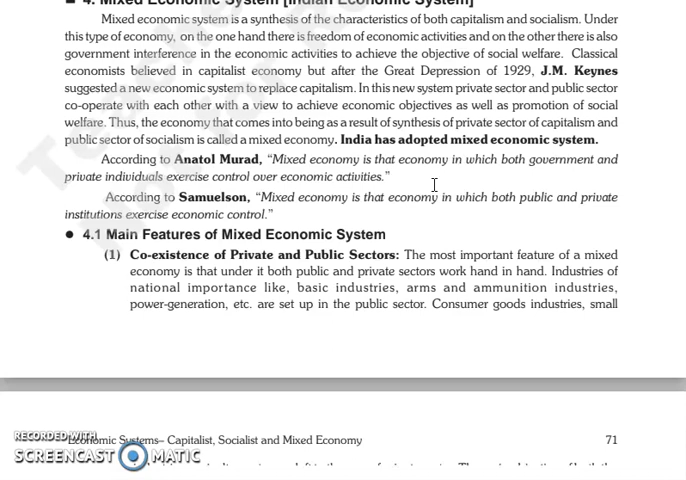 4. Mixed Economic System [Indian Economic System]
Mixed economic system is a synthesis of the characteristics of both capitalism and socialism. Under
this type of economy, on the one hand there is freedom of economic activities and on the other there is also
government interference in the economic activities to achieve the objective of social welfare. Classical
economists believed in capitalist economy but after the Great Depression of 1929, J.M. Keynes
suggested a new economic system to replace capitalism. In this new system private sector and public sector
co-operate with each other with a view to achieve economic objectives as well as promotion of social
welfare. Thus, the economy that comes into being as a result of synthesis of private sector of capitalism and
public sector of socialism is called a mixed economy. India has adopted mixed economic system.
According to Anatol Murad, “Mixed economy is that economy in which both government and
private individuals exercise control over economic activities.”
According to Samuelson, “Mixed economy is that economy in which both public and private
institutions exercise economic control.”
● 4.1 Main Features of Mixed Economic System
(1) Co-existence of Private and Public Sectors: The most important feature of a mixed
economy is that under it both public and private sectors work hand in hand. Industries of
national importance like, basic industries, arms and ammunition industries,
power-generation, etc. are set up in the public sector. Consumer goods industries, small
Economic Systems– Capitalist, Socialist and Mixed Economy 71
RECORDED WITH
SCREENCAST MATIC